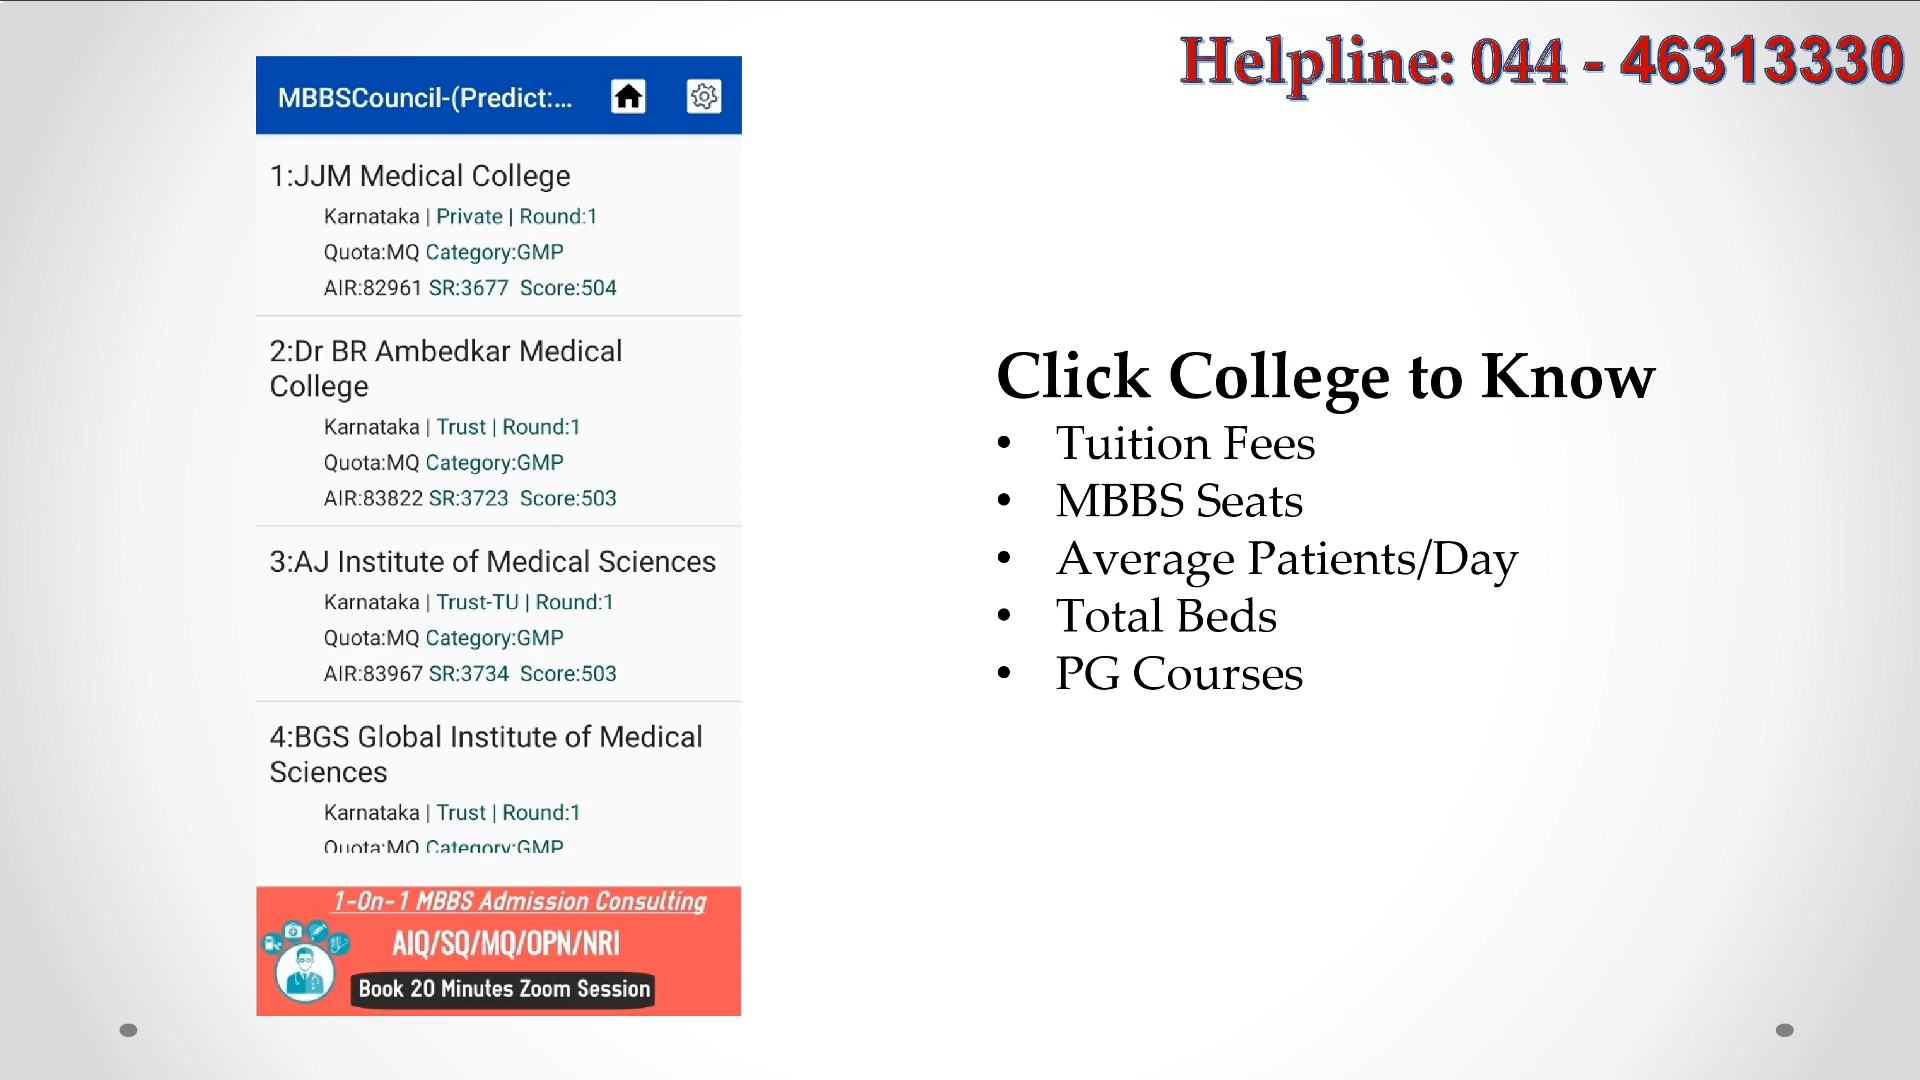 Helpline: 044 - 46313330
MBBSCouncil-(Predict:...
1:JJM Medical College
Karnataka | Private | Round:1
Quota:MQ Category:GMP
AIR:82961 SR:3677 Score:504
2:Dr BR Ambedkar Medical
College
Karnataka | Trust | Round:1
Quota:MQ Category:GMP
AIR:83822 SR:3723 Score:503
3:AJ Institute of Medical Sciences
Karnataka | Trust-TU | Round:1
Quota:MQ Category:GMP
AIR:83967 SR:3734 Score:503
4:BGS Global Institute of Medical
Sciences
Karnataka | Trust | Round:1
Quota:MQ Category:GMP
1-On-1 MBBS Admission Consulting
AIQ/SQ/MQ/OPN/NRI
Book 20 Minutes Zoom Session
Click College to Know
• Tuition Fees
• MBBS Seats
• Average Patients/Day
• Total Beds
• PG Courses